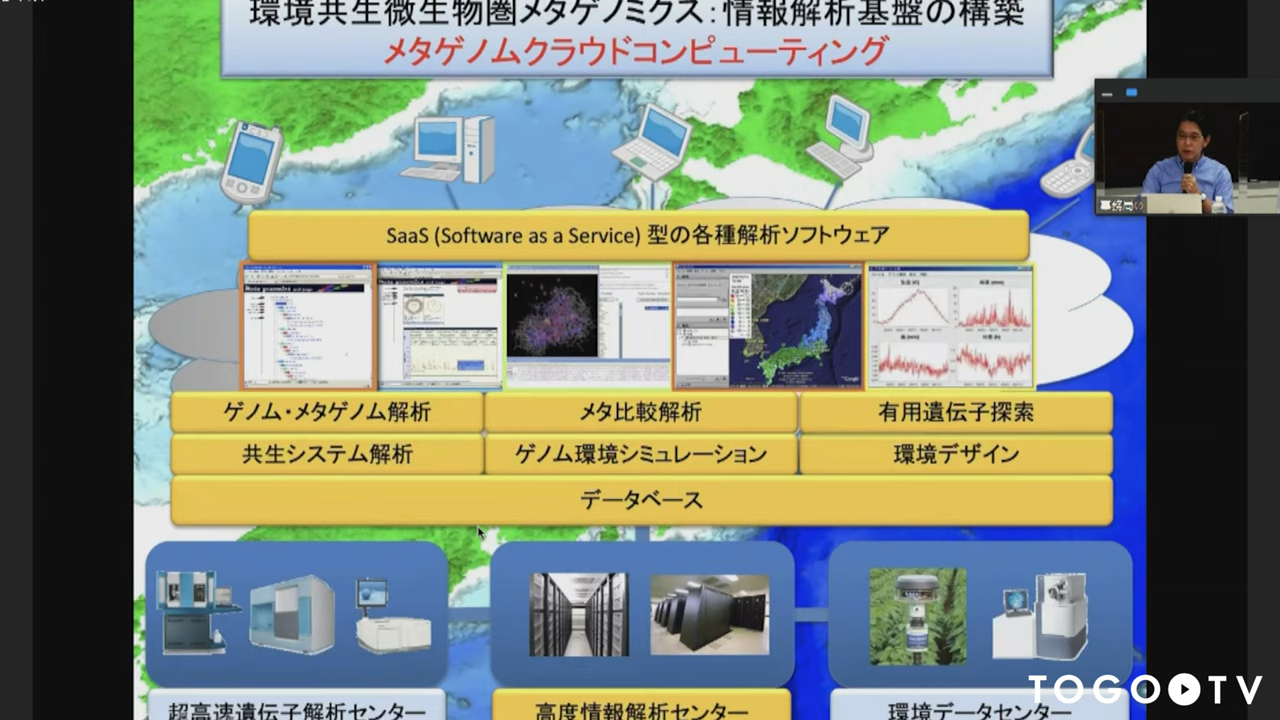 環境共生微生物圏メタゲノミクス:情報解析基盤の構築
メタゲノムクラウドコンピューティング
SaaS (Software as a Service) 型の各種解析ソフトウェア
ゲノム・メタゲノム解析
メタ比較解析
有用遺伝子探索
共生システム解析
ゲノム環境シミュレーション
環境デザイン
データベース
超高速遺伝子解析センター
高度情報解析センター
環境データセンター
TOGO TV